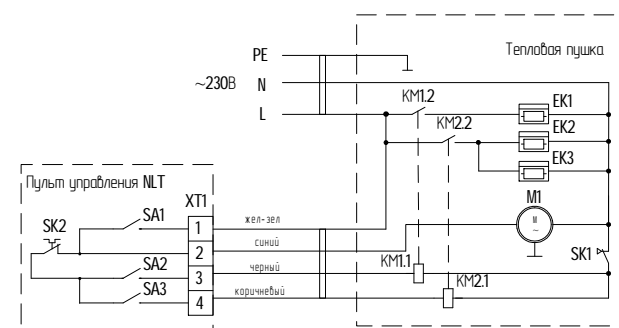 PE
Тепловая пушка
~230В
N
L
KM1.2
EK1
KM2.2
EK2
EK3
Пульт управления NLT
XT1
M1
M
~
SK2
SA1
1
жел-зел
2
синий
SK1
SA2
3
черный
KM1.1
SA3
4
коричневый
KM2.1